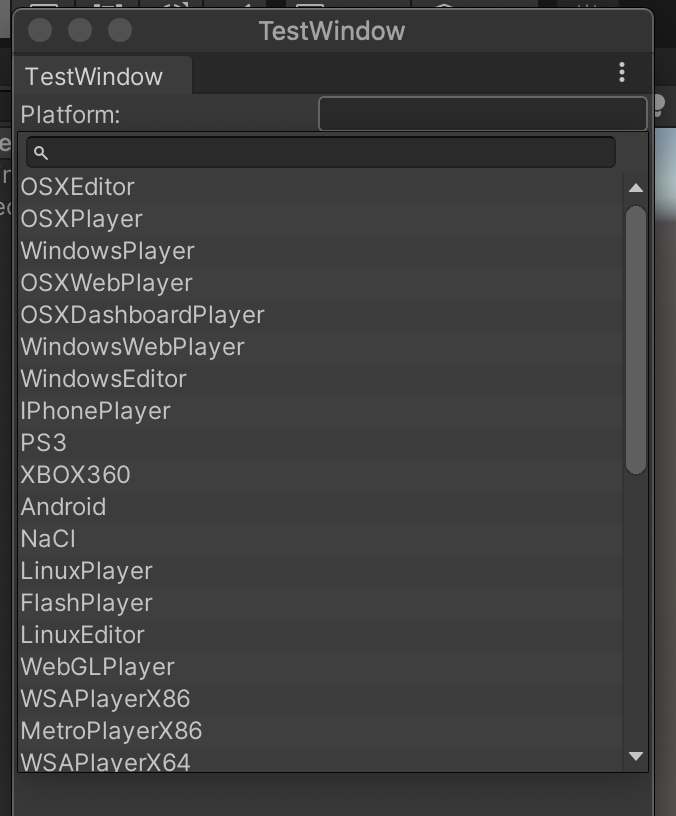 TestWindow
TestWindow
Platform:
OSXEditor
OSXPlayer
WindowsPlayer
OSXWebPlayer
OSXDashboardPlayer
WindowsWebPlayer
WindowsEditor
IPhonePlayer
PS3
XBOX360
Android
NaCl
LinuxPlayer
FlashPlayer
LinuxEditor
WebGLPlayer
WSAPlayerX86
MetroPlayerX86
WSAPlayerX64